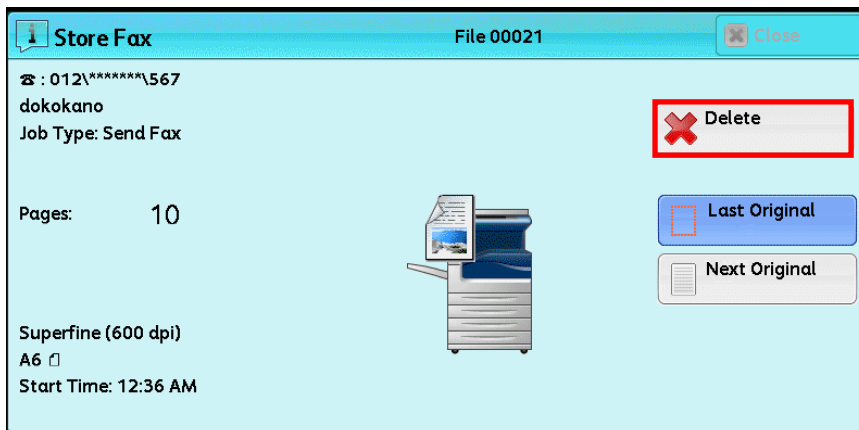 Store Fax
File 00021
Close
☎ : 012\*******\567
dokokano
Job Type: Send Fax
Delete
Pages: 10
Last Original
Next Original
Superfine (600 dpi)
A6
Start Time: 12:36 AM